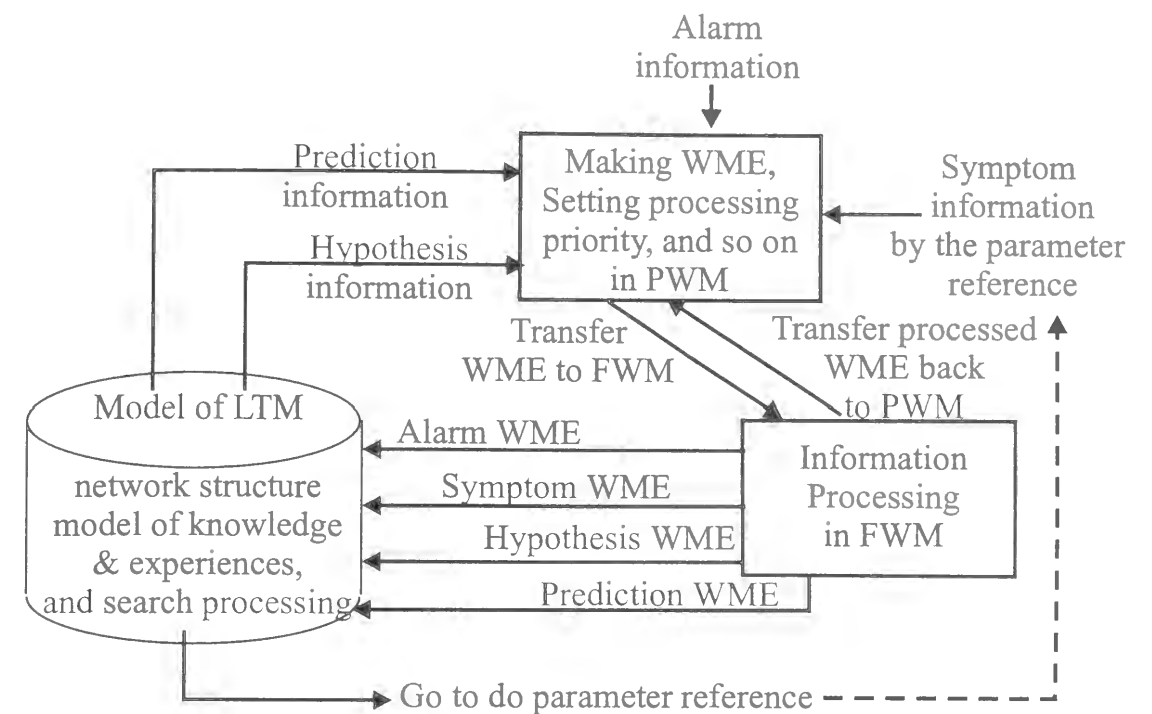 Alarm
information
Prediction
information
Hypothesis
information
Making WME,
Setting processing
priority, and so on
in PWM
Symptom
information
by the parameter
reference
Transfer
WME to FWM
Transfer processed
WME back
to PWM
Model of LTM
network structure
model of knowledge
& experiences,
and search processing
Alarm WME
Symptom WME
Hypothesis WME
Prediction WME
Information
Processing
in FWM
Go to do parameter reference